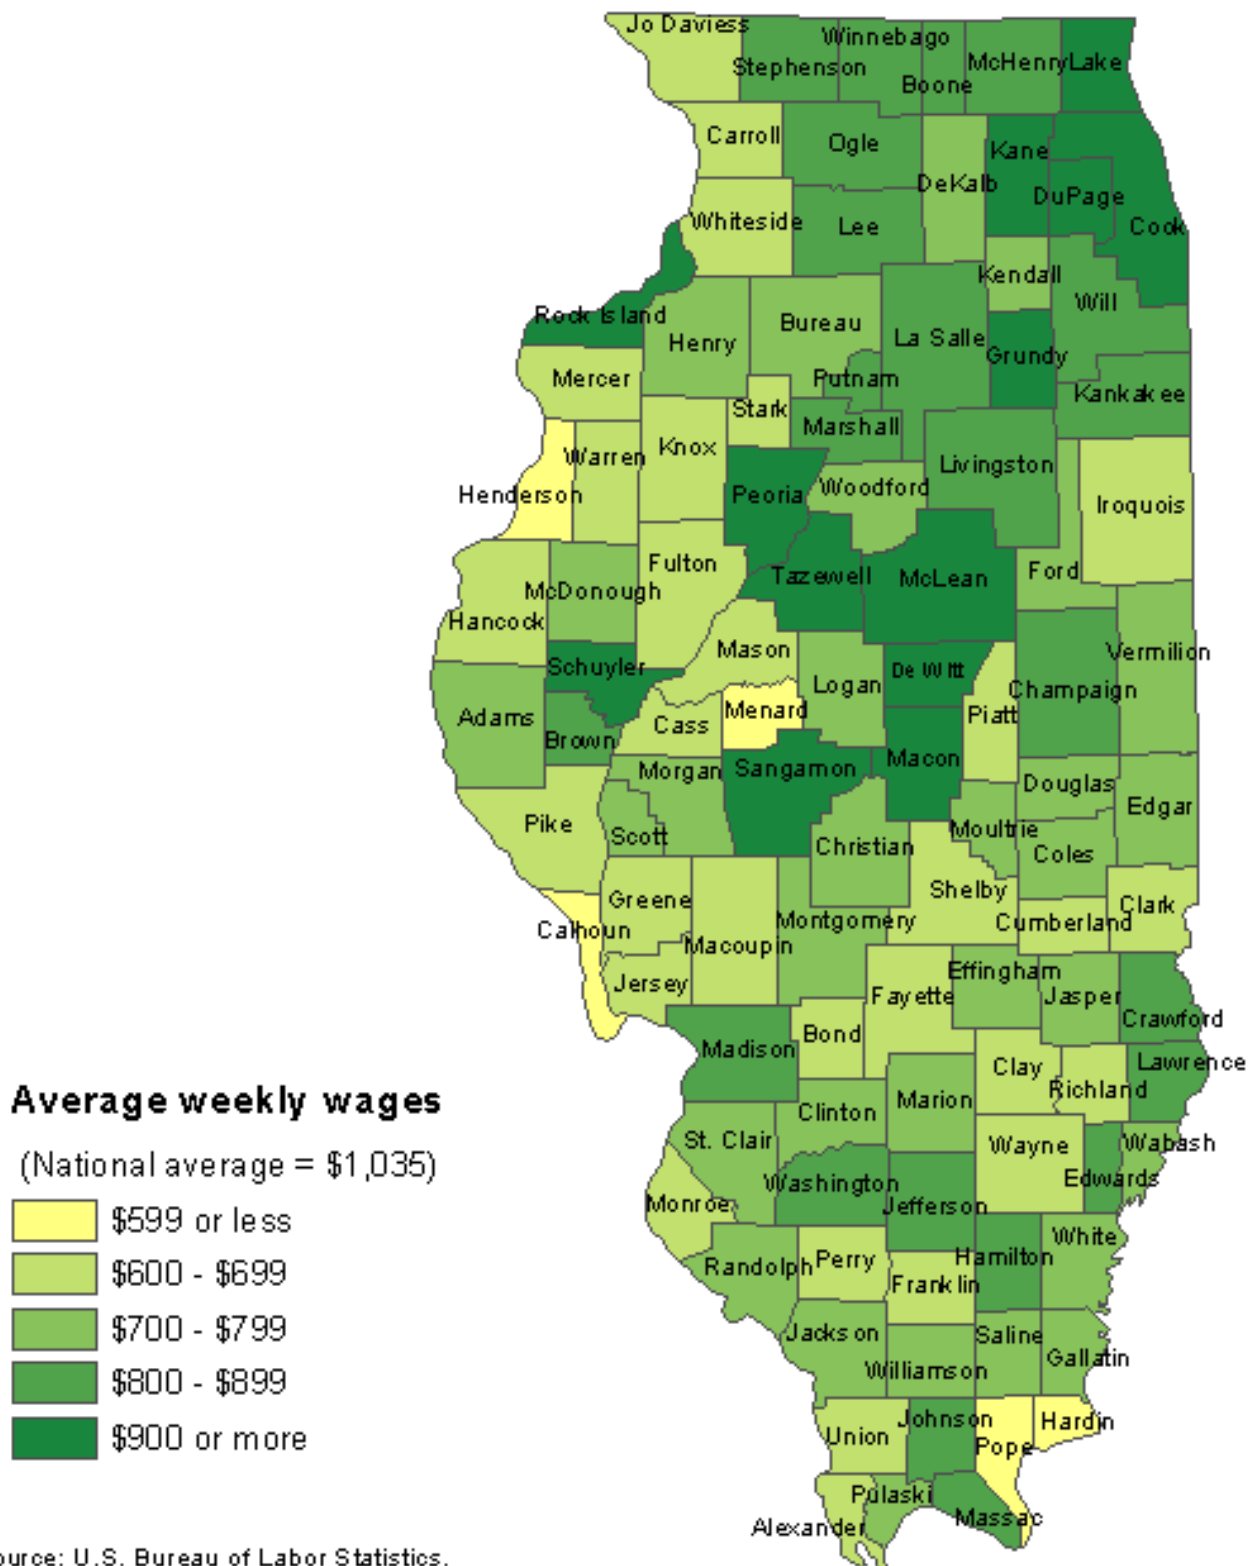 Jo Daviess
Winnebago
Stephenson
McHenry
Lake
Boone
Carroll
Ogle
Kane
DeKalb
DuPage
Whiteside
Lee
Cook
Kendall
Will
Rock Island
Bureau
Henry
La Salle
Grundy
Mercer
Putnam
Kankakee
Stark
Marshall
Knox
Warren
Livingston
Henderson
Peoria
Woodford
Iroquois
Fulton
Tazewell
McLean
Ford
McDonough
Hancock
Mason
Vermilion
Schuyler
De Witt
Logan
Champaign
Menard
Piatt
Adams
Cass
Brown
Macon
Morgan
Sangamon
Douglas
Edgar
Pike
Scott
Moultrie
Christian
Coles
Shelby
Greene
Clark
Montgomery
Cumberland
Calhoun
Macoupin
Effingham
Jersey
Fayette
Jasper
Crawford
Bond
Madison
Lawrence
Clay
Richland
Average weekly wages
Marion
Clinton
St. Clair
Wayne
Wabash
(National average = $1,035)
Washington
Edwards
Monroe
Jefferson
$599 or less
White
Hamilton
Perry
Randolph
$600 - $699
Franklin
$700 - $799
Jackson
Saline
Gallatin
Williamson
$800 - $899
Johnson
Hardin
Union
Pope
$900 or more
Pulaski
Massac
Alexander
ource: U.S. Bureau of Labor Statistics.